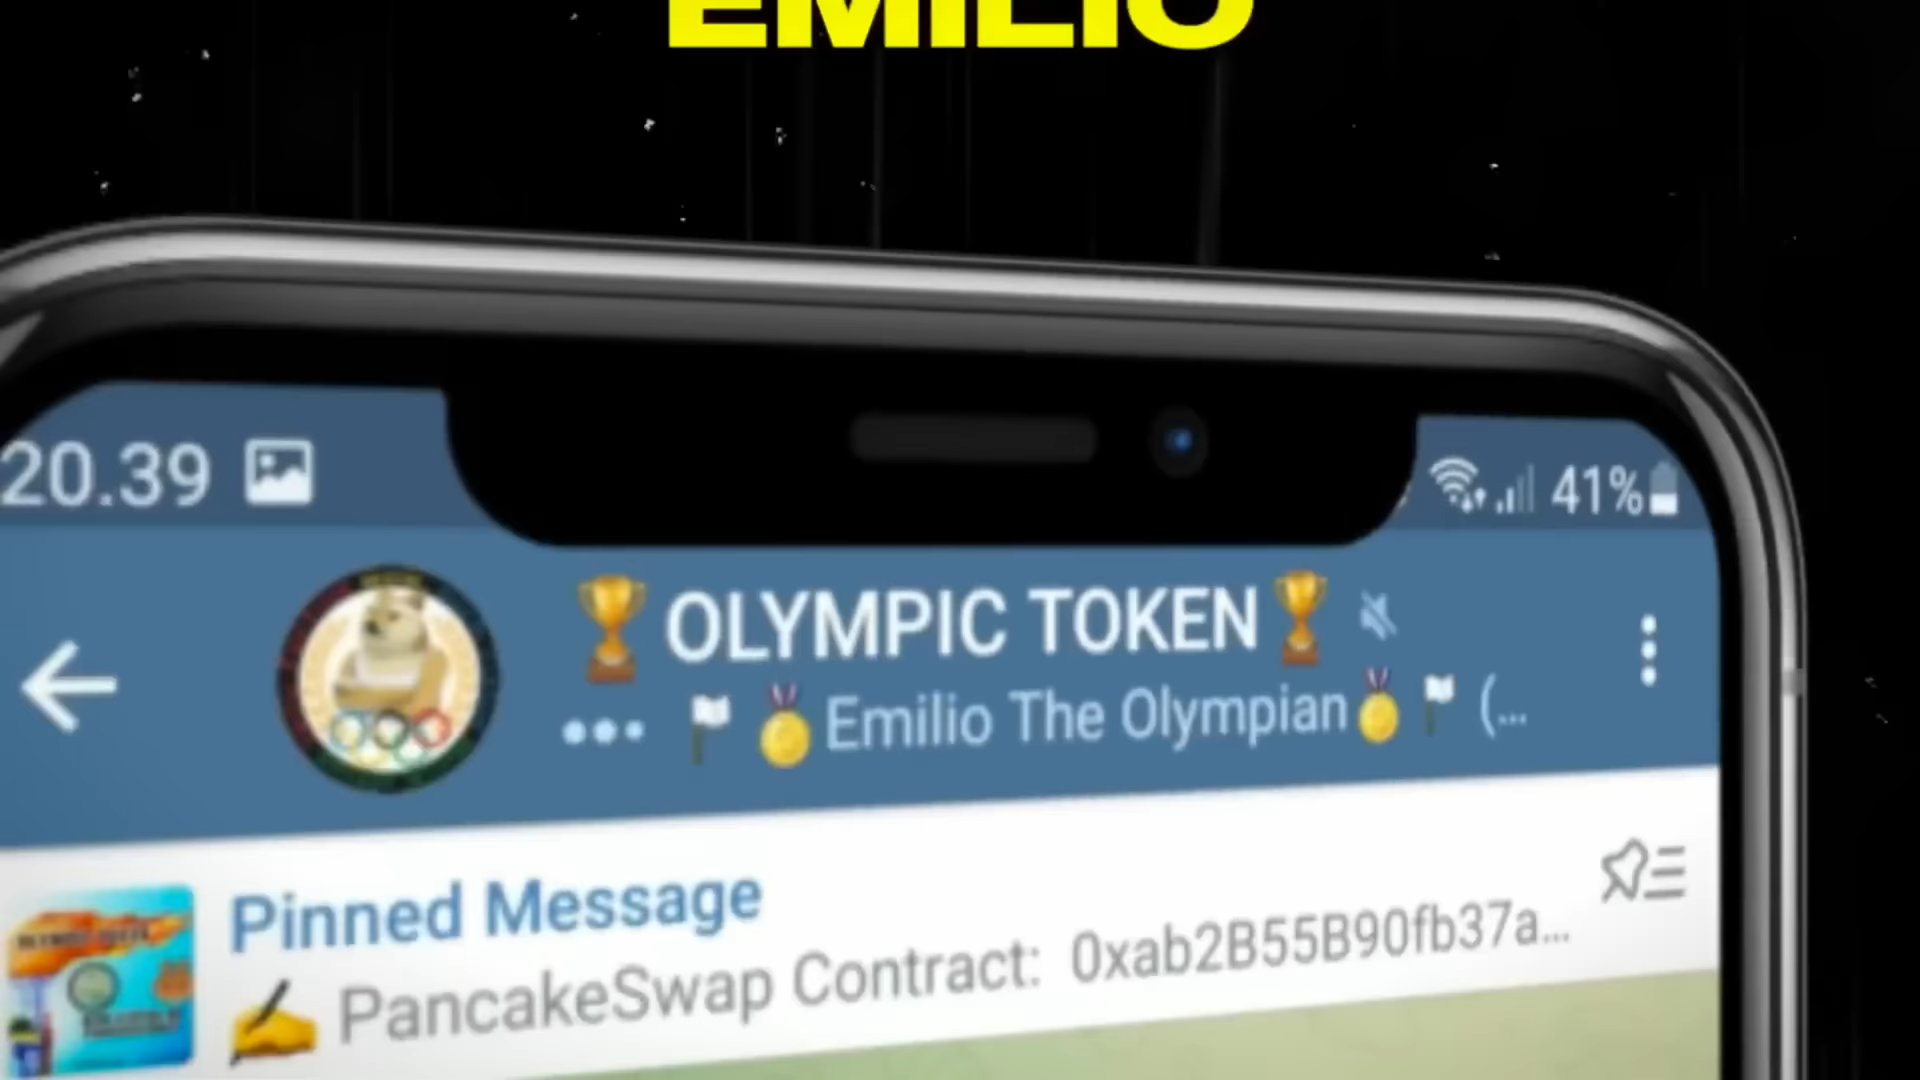 EMILIO
20.39
41%
🏆 OLYMPIC TOKEN 🏆
••• 🏳 🏅 Emilio The Olympian 🏅 🏳 (...
Pinned Message
✍ PancakeSwap Contract: 0xab2B55B90fb37a...